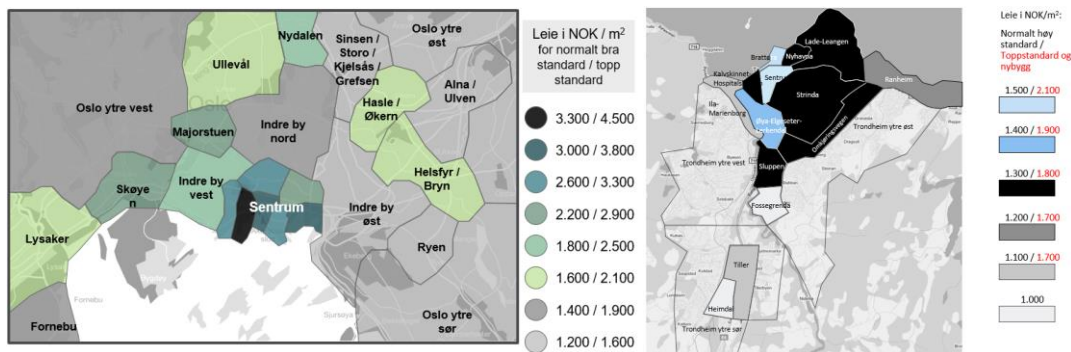 Nydalen
Sinsen /
Storo /
Kjelsås /
Grefsen
Oslo ytre
øst
Ullevål
Alna /
Ulven
Oslo ytre vest
Hasle /
Økern
Majorstuen
Indre by
nord
Helsfyr /
Bryn
Skøye
n
Indre by
vest
Sentrum
Indre by
øst
Lysaker
Ryen
Fornebu
Fornebu
Oslo ytre
sør
Leie i NOK / m²
for normalt bra
standard / topp
standard
3.300 / 4.500
3.000 / 3.800
2.600 / 3.300
2.200 / 2.900
1.800 / 2.500
1.600 / 2.100
1.400 / 1.900
1.200 / 1.600
Lade-Leangen
Brattø
Nyhavna
Kalvskinnet
Hospital
Sentru
Ranheim
Strinda
Ila-
Marienborg
Øya-Elgeseter-
Lerkendal
Omkjøringsvegen
Trondheim ytre øst
Trondheim ytre vest
Sluppen
Fossegrenda
Tiller
Heimdal
Trondheim ytre sør
Leie i NOK/m²:
Normalt høy
standard /
Toppstandard og
nybygg
1.500 / 2.100
1.400 / 1.900
1.300 / 1.800
1.200 / 1.700
1.100 / 1.700
1.000